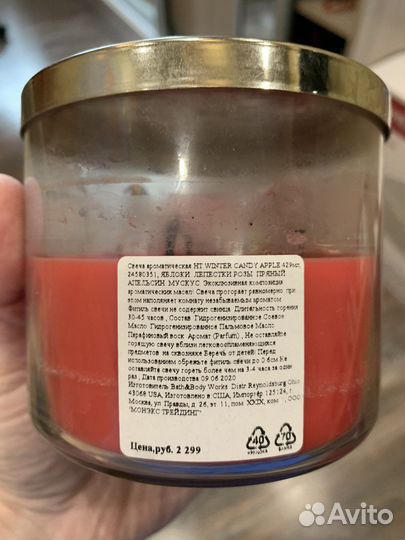 Свеча ароматическая HT WINTER CANDY APPLE 429мл,
24580351, ЯБЛОКИ ЛЕПЕСТКИ РОЗЫ ПРЯНЫЙ
АПЕЛЬСИН МУСКУС Эксклюзивная композиция
ароматических масел! Свеча прогорает равномерно, при
этом наполняет комнату незабываемым ароматом
Фитиль свечи не содержит свинца. Длительность горения
30-45 часов , Состав Гидрогенизированное Соевое
Масло Гидрогенизированное Пальмовое Масло
Парафиновый воск Аромат (Parfum) , Не оставляйте
горящую свечу вблизи легковоспламеняющихся
предметов на сквозняке Беречь от детей! Перед
использованием обрежьте фитиль свечи до 0.6см Не
оставляйте свечу гореть более чем на 3-4 часа за один
раз , Дата производства 09.06.2020
Изготовитель Bath&Body Works Distr Reynoldsburg Ohio
43068 USA, Изготовлено в США, Импортёр 125124, г
Москва, ул Правды, д. 26, эт. 11, пом XXIX, ком , ООО
"МОНЭКС ТРЕЙДИНГ"
Цена,руб. 2 299
40 70
Avito